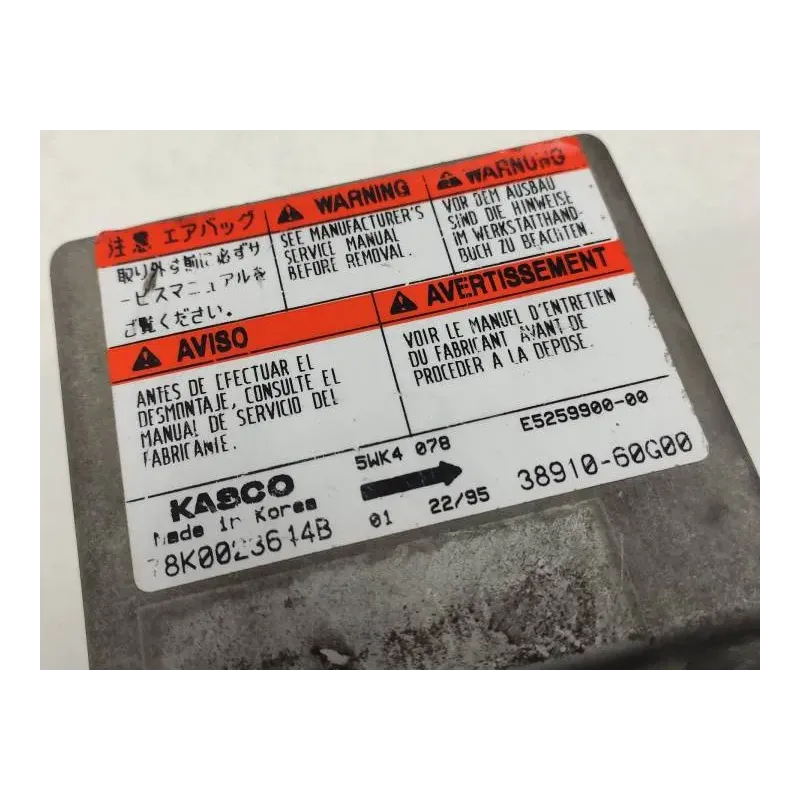 注意 エアバッグ
取り外す前に必ずサ
ービスマニュアルを
ご覧ください。
WARNING
SEE MANUFACTURER'S
SERVICE MANUAL
BEFORE REMOVAL.
WARNUNG
VOR DEM AUSBAU
SIND DIE HINWEISE
IM WERKSTATTHAND-
BUCH ZU BEACHTEN.
AVISO
ANTES DE EFECTUAR EL
DESMONTAJE, CONSULTE EL
MANUAL DE SERVICIO DEL
FABRICANTE.
AVERTISSEMENT
VOIR LE MANUEL D'ENTRETIEN
DU FABRICANT AVANT DE
PROCEDER A LA DEPOSE.
5WK4 078
E5259900-00
KASCO
Made in Korea
01 22/95
38910-60G00
78K0023614B